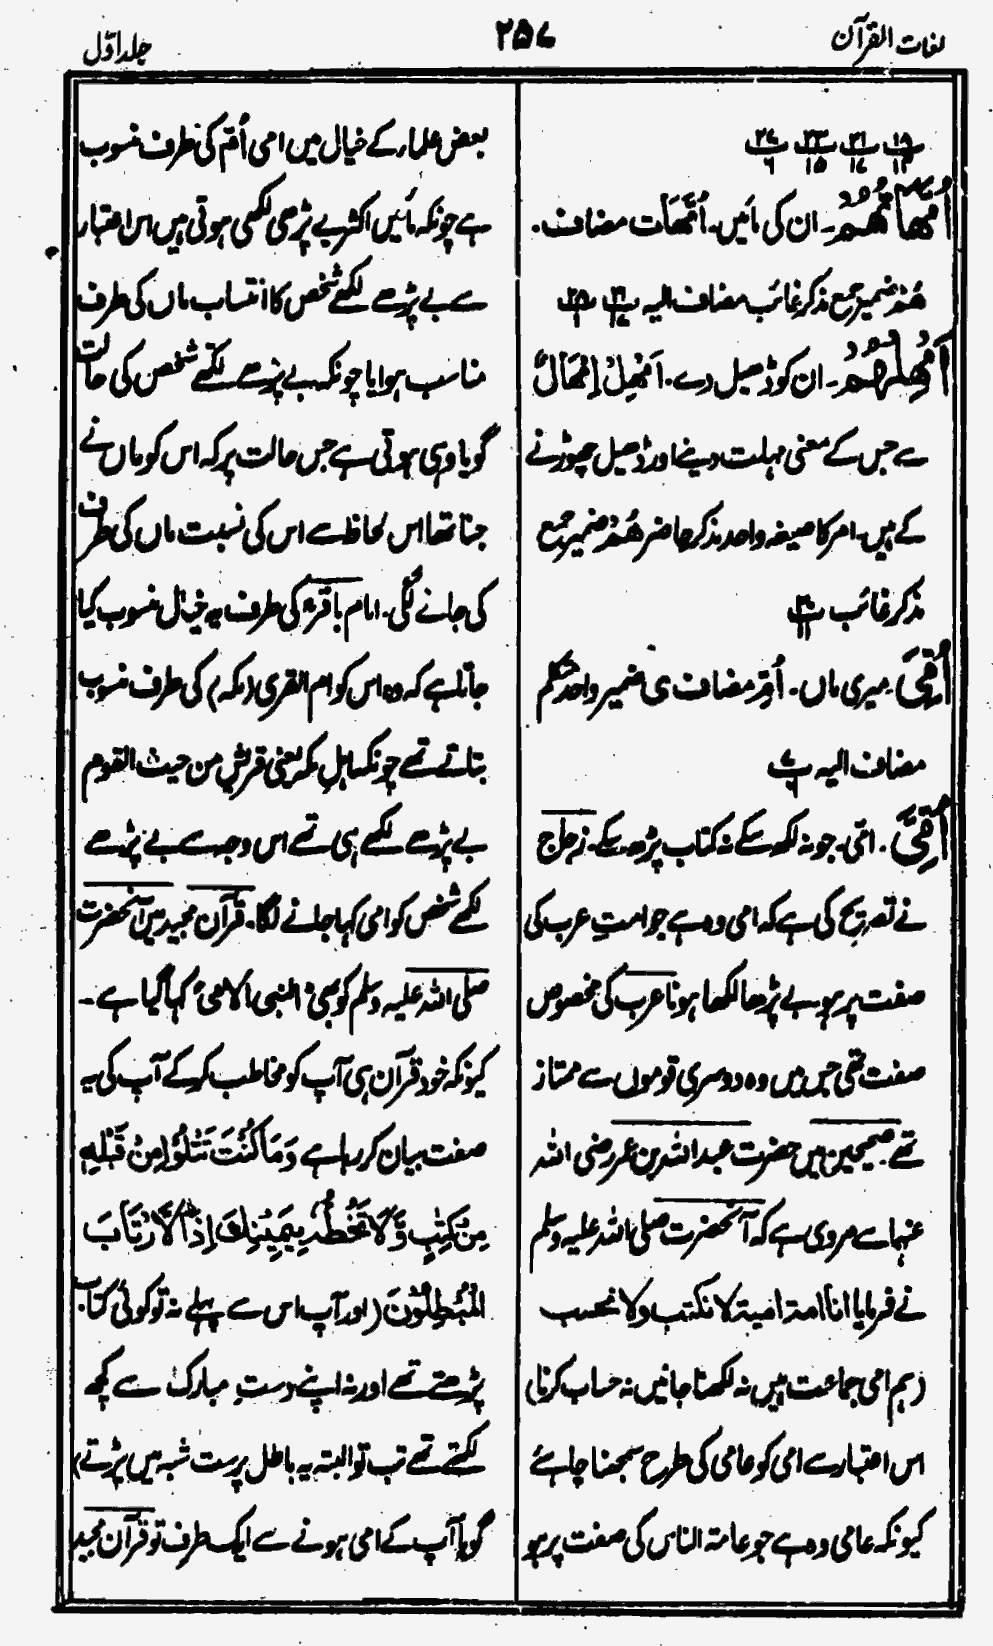 لغات القرآن
۲۵۷
جلد اوّل
۱۹/۱۲ ۲۱/۱۷ ۲۳/۱۵ ۲۷/۶
أُمَّهَاتُهُمْ۔ ان کی مائیں۔ أُمَّهَات مضاف۔
هُمْ ضمیر جمع مذکر غائب مضاف الیہ
أَمْهِلْهُمْ۔ ان کو ڈھیل دے۔ أَمْهِلْ إِمْهَالٌ
سے جس کے معنی مہلت دینے اور ڈھیل چھوڑنے
کے ہیں۔ امر کا صیغہ واحد مذکر حاضر هُمْ ضمیر جمع
مذکر غائب
أُمِّیْ۔ میری ماں۔ أُمّ مضاف ی ضمیر واحد متکلم
مضاف الیہ
أُمِّیَّ۔ امّی۔ جو نہ لکھ سکے نہ کتاب پڑھ سکے۔ زجاج
نے تصریح کی ہے کہ امی وہ ہے جو امتِ عرب کی
صفت پر ہو بے پڑھا لکھا ہونا عرب کی مخصوص
صفت تھی جس میں وہ دوسری قوموں سے ممتاز
تھے۔ صحیحین میں حضرت عبداللہ بن عمر رضی اللہ
عنہما سے مروی ہے کہ آنحضرت صلی اللہ علیہ وسلم
نے فرمایا انا امة امیة لا نکتب ولا نحسب
(ہم امی جماعت ہیں نہ لکھنا جانیں نہ حساب کرنا)
اس اعتبار سے امی کو عامی کی طرح سمجھنا چاہئے
کیونکہ عامی وہ ہے جو عامۃ الناس کی صفت پر ہو
بعض علماء کے خیال میں امی أُمّ کی طرف منسوب
ہے چونکہ مائیں اکثر بے پڑھی لکھی ہوتی ہیں اس اعتبار
سے بے پڑھے لکھے شخص کا انتساب ماں کی طرف
مناسب ہوا یا چونکہ بے پڑھے لکھے شخص کی حالت
گویا وہی ہوتی ہے جس حالت پر کہ اس کو ماں نے
جنا تھا اس لحاظ سے اس کی نسبت ماں کی طرف
کی جانے لگی۔ امام باقرؒ کی طرف یہ خیال منسوب کیا
جاتا ہے کہ وہ اس کو ام القری (مکہ) کی طرف منسوب
بتاتے تھے چونکہ اہل مکہ یعنی قریش من حیث القوم
بے پڑھے لکھے ہی تھے اس وجہ سے بے پڑھے
لکھے شخص کو امی کہا جانے لگا۔ قرآن مجید میں آنحضرت
صلی اللہ علیہ وسلم کو بھی "النبی الامی" کہا گیا ہے۔
کیونکہ خود قرآن ہی آپ کو مخاطب کر کے آپ کی یہ
صفت بیان کر رہا ہے وَمَا كُنْتَ تَتْلُوْا مِنْ قَبْلِهٖ
مِنْ كِتٰبٍ وَّلَا تَخُطُّهٗ بِيَمِيْنِكَ اِذًا لَّارْتَابَ
الْمُبْطِلُوْنَ (اور آپ اس سے پہلے نہ تو کوئی کتاب
پڑھتے تھے اور نہ اپنے دستِ مبارک سے کچھ
لکھتے تھے تب تو البتہ یہ باطل پرست شبہ میں پڑتے)
گویا آپ کے امی ہونے سے ایک طرف تو قرآن مجید